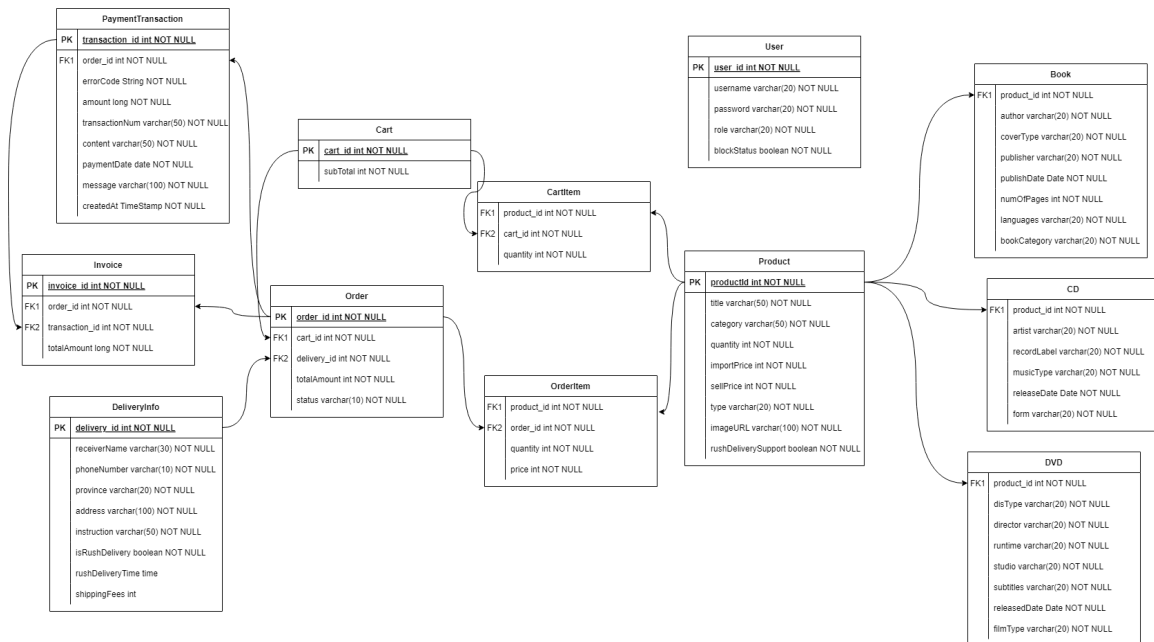 PaymentTransaction
PK transaction_id int NOT NULL
FK1 order_id int NOT NULL
errorCode String NOT NULL
amount long NOT NULL
transactionNum varchar(50) NOT NULL
content varchar(50) NOT NULL
paymentDate date NOT NULL
message varchar(100) NOT NULL
createdAt TimeStamp NOT NULL
Invoice
PK invoice_id int NOT NULL
FK1 order_id int NOT NULL
FK2 transaction_id int NOT NULL
totalAmount long NOT NULL
DeliveryInfo
PK delivery_id int NOT NULL
receiverName varchar(30) NOT NULL
phoneNumber varchar(10) NOT NULL
province varchar(20) NOT NULL
address varchar(100) NOT NULL
instruction varchar(50) NOT NULL
isRushDelivery boolean NOT NULL
rushDeliveryTime time
shippingFees int
Cart
PK cart_id int NOT NULL
subTotal int NOT NULL
Order
PK order_id int NOT NULL
FK1 cart_id int NOT NULL
FK2 delivery_id int NOT NULL
totalAmount int NOT NULL
status varchar(10) NOT NULL
CartItem
FK1 product_id int NOT NULL
FK2 cart_id int NOT NULL
quantity int NOT NULL
OrderItem
FK1 product_id int NOT NULL
FK2 order_id int NOT NULL
quantity int NOT NULL
price int NOT NULL
User
PK user_id int NOT NULL
username varchar(20) NOT NULL
password varchar(20) NOT NULL
role varchar(20) NOT NULL
blockStatus boolean NOT NULL
Product
PK productId int NOT NULL
title varchar(50) NOT NULL
category varchar(50) NOT NULL
quantity int NOT NULL
importPrice int NOT NULL
sellPrice int NOT NULL
type varchar(20) NOT NULL
imageURL varchar(100) NOT NULL
rushDeliverySupport boolean NOT NULL
Book
FK1 product_id int NOT NULL
author varchar(20) NOT NULL
coverType varchar(20) NOT NULL
publisher varchar(20) NOT NULL
publishDate Date NOT NULL
numOfPages int NOT NULL
languages varchar(20) NOT NULL
bookCategory varchar(20) NOT NULL
CD
FK1 product_id int NOT NULL
artist varchar(20) NOT NULL
recordLabel varchar(20) NOT NULL
musicType varchar(20) NOT NULL
releaseDate Date NOT NULL
form varchar(20) NOT NULL
DVD
FK1 product_id int NOT NULL
disType varchar(20) NOT NULL
director varchar(20) NOT NULL
runtime varchar(20) NOT NULL
studio varchar(20) NOT NULL
subtitles varchar(20) NOT NULL
releasedDate Date NOT NULL
filmType varchar(20) NOT NULL